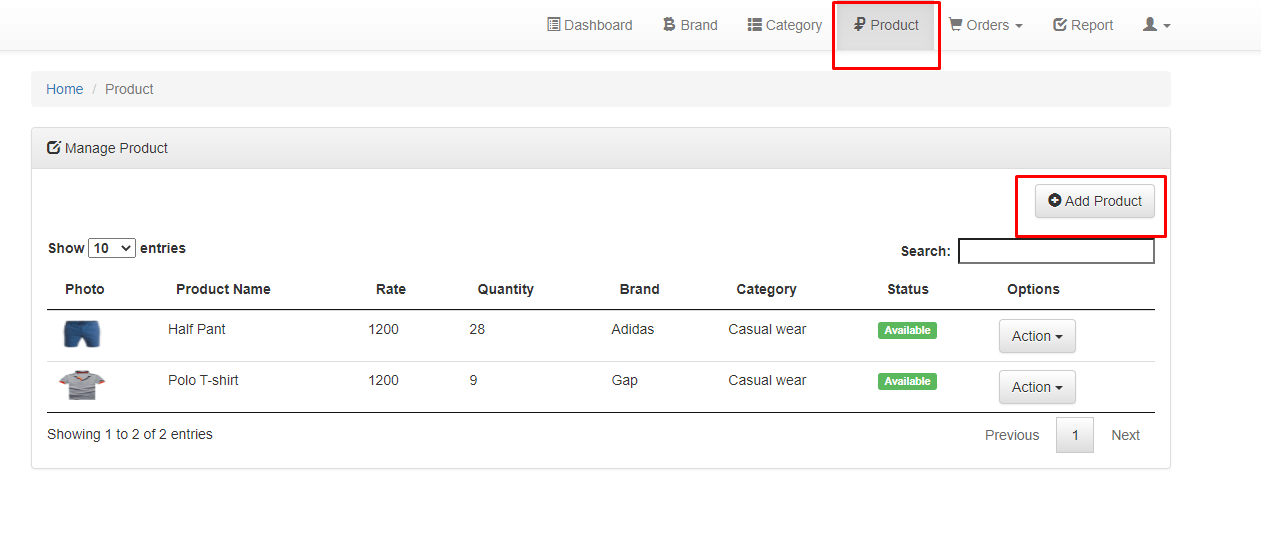 Dashboard Brand Category Product Orders Report
Home / Product
Manage Product
Add Product
Show 10 entries Search:
Photo Product Name Rate Quantity Brand Category Status Options
Half Pant 1200 28 Adidas Casual wear Available Action
Polo T-shirt 1200 9 Gap Casual wear Available Action
Showing 1 to 2 of 2 entries Previous 1 Next